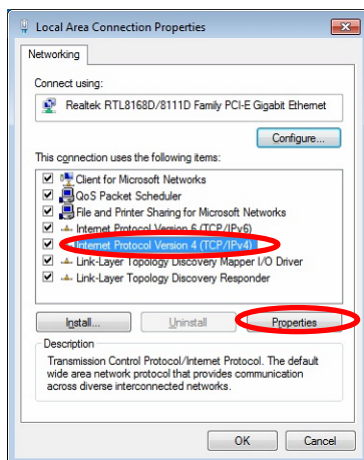 Local Area Connection Properties
Networking
Connect using:
Realtek RTL8168D/8111D Family PCI-E Gigabit Ethernet
Configure...
This connection uses the following items:
Client for Microsoft Networks
QoS Packet Scheduler
File and Printer Sharing for Microsoft Networks
Internet Protocol Version 6 (TCP/IPv6)
Internet Protocol Version 4 (TCP/IPv4)
Link-Layer Topology Discovery Mapper I/O Driver
Link-Layer Topology Discovery Responder
Install... Uninstall Properties
Description
Transmission Control Protocol/Internet Protocol. The default
wide area network protocol that provides communication
across diverse interconnected networks.
OK Cancel